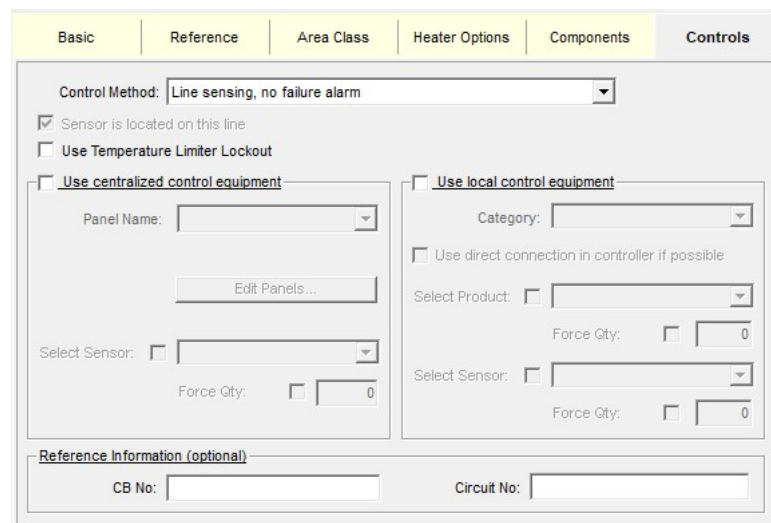 Basic Reference Area Class Heater Options Components Controls
Control Method: Line sensing, no failure alarm
Sensor is located on this line
Use Temperature Limiter Lockout
Use centralized control equipment
Panel Name:
Edit Panels...
Select Sensor:
Force Qty: 0
Use local control equipment
Category:
Use direct connection in controller if possible
Select Product:
Force Qty: 0
Select Sensor:
Force Qty: 0
Reference Information (optional)
CB No: Circuit No: